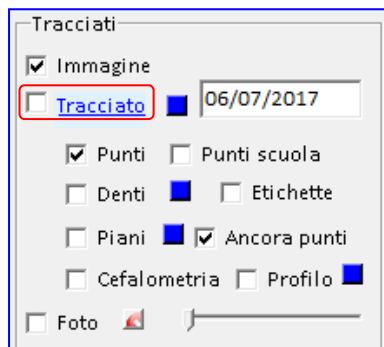 Tracciati
Immagine
Tracciato 06/07/2017
Punti Punti scuola
Denti Etichette
Piani Ancora punti
Cefalometria Profilo
Foto